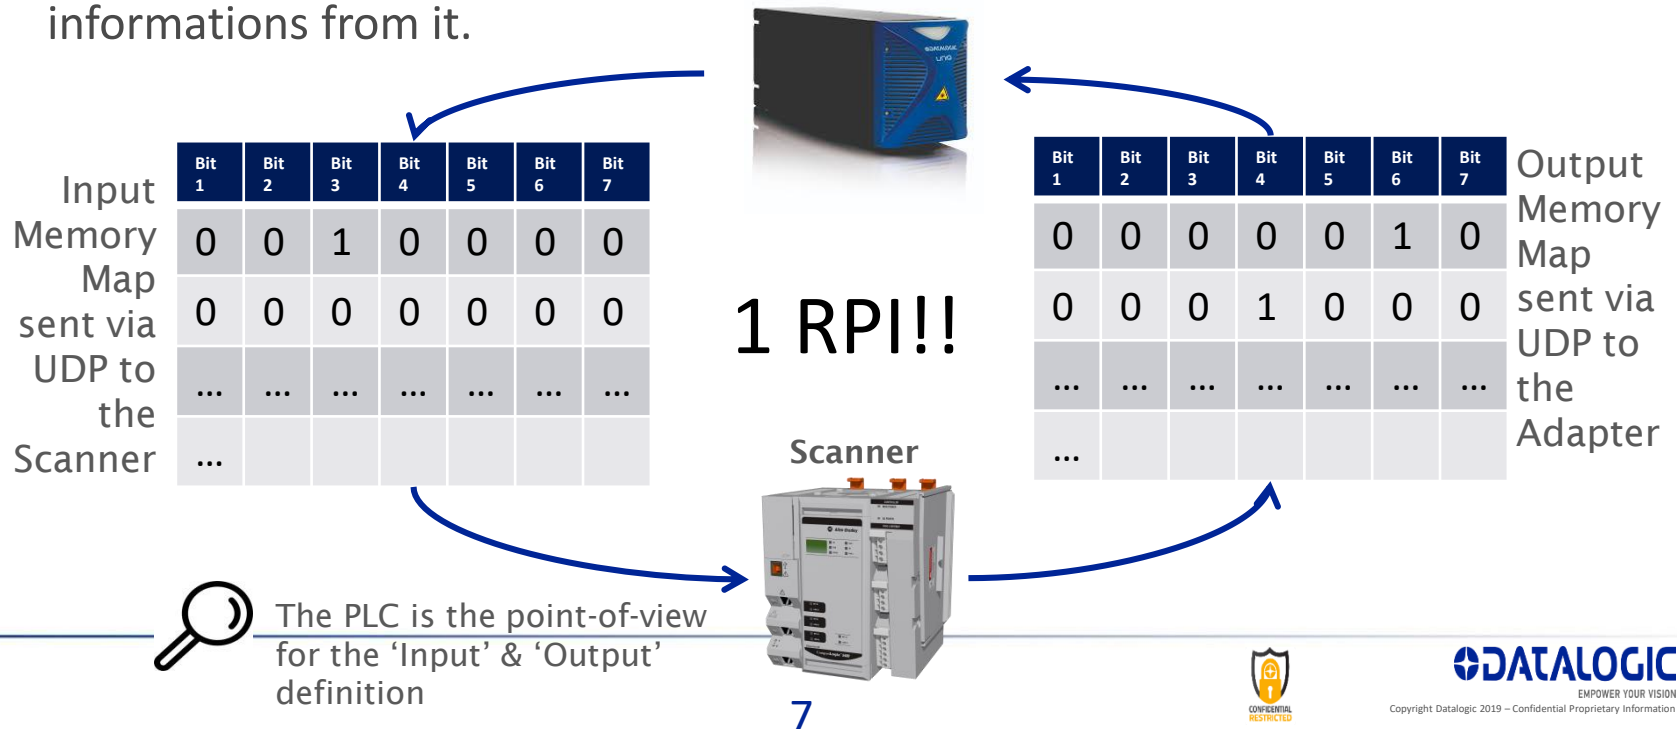 informations from it.
DATALOGIC
UNIQ
Input
Memory
Map
sent via
UDP to
the
Scanner
Bit 1 Bit 2 Bit 3 Bit 4 Bit 5 Bit 6 Bit 7
0 0 1 0 0 0 0
0 0 0 0 0 0 0
... ... ... ... ... ... ...
...
1 RPI!!
Bit 1 Bit 2 Bit 3 Bit 4 Bit 5 Bit 6 Bit 7
0 0 0 0 0 1 0
0 0 0 1 0 0 0
... ... ... ... ... ... ...
...
Output
Memory
Map
sent via
UDP to
the
Adapter
Scanner
Allen-Bradley
The PLC is the point-of-view
for the ‘Input’ & ‘Output’
definition
7
CONFIDENTIAL
RESTRICTED
DATALOGIC
EMPOWER YOUR VISION
Copyright Datalogic 2019 – Confidential Proprietary Information